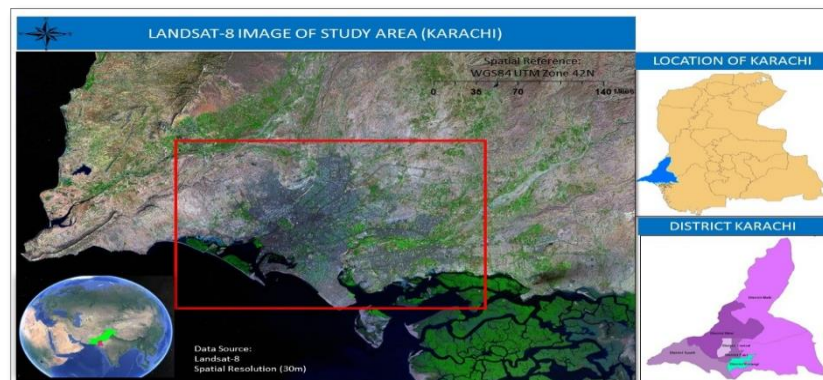 LANDSAT-8 IMAGE OF STUDY AREA (KARACHI)
Spatial Reference:
WGS84 UTM Zone 42N
0 35 70 140 Miles
Data Source:
Landsat-8
Spatial Resolution (30m)
LOCATION OF KARACHI
DISTRICT KARACHI